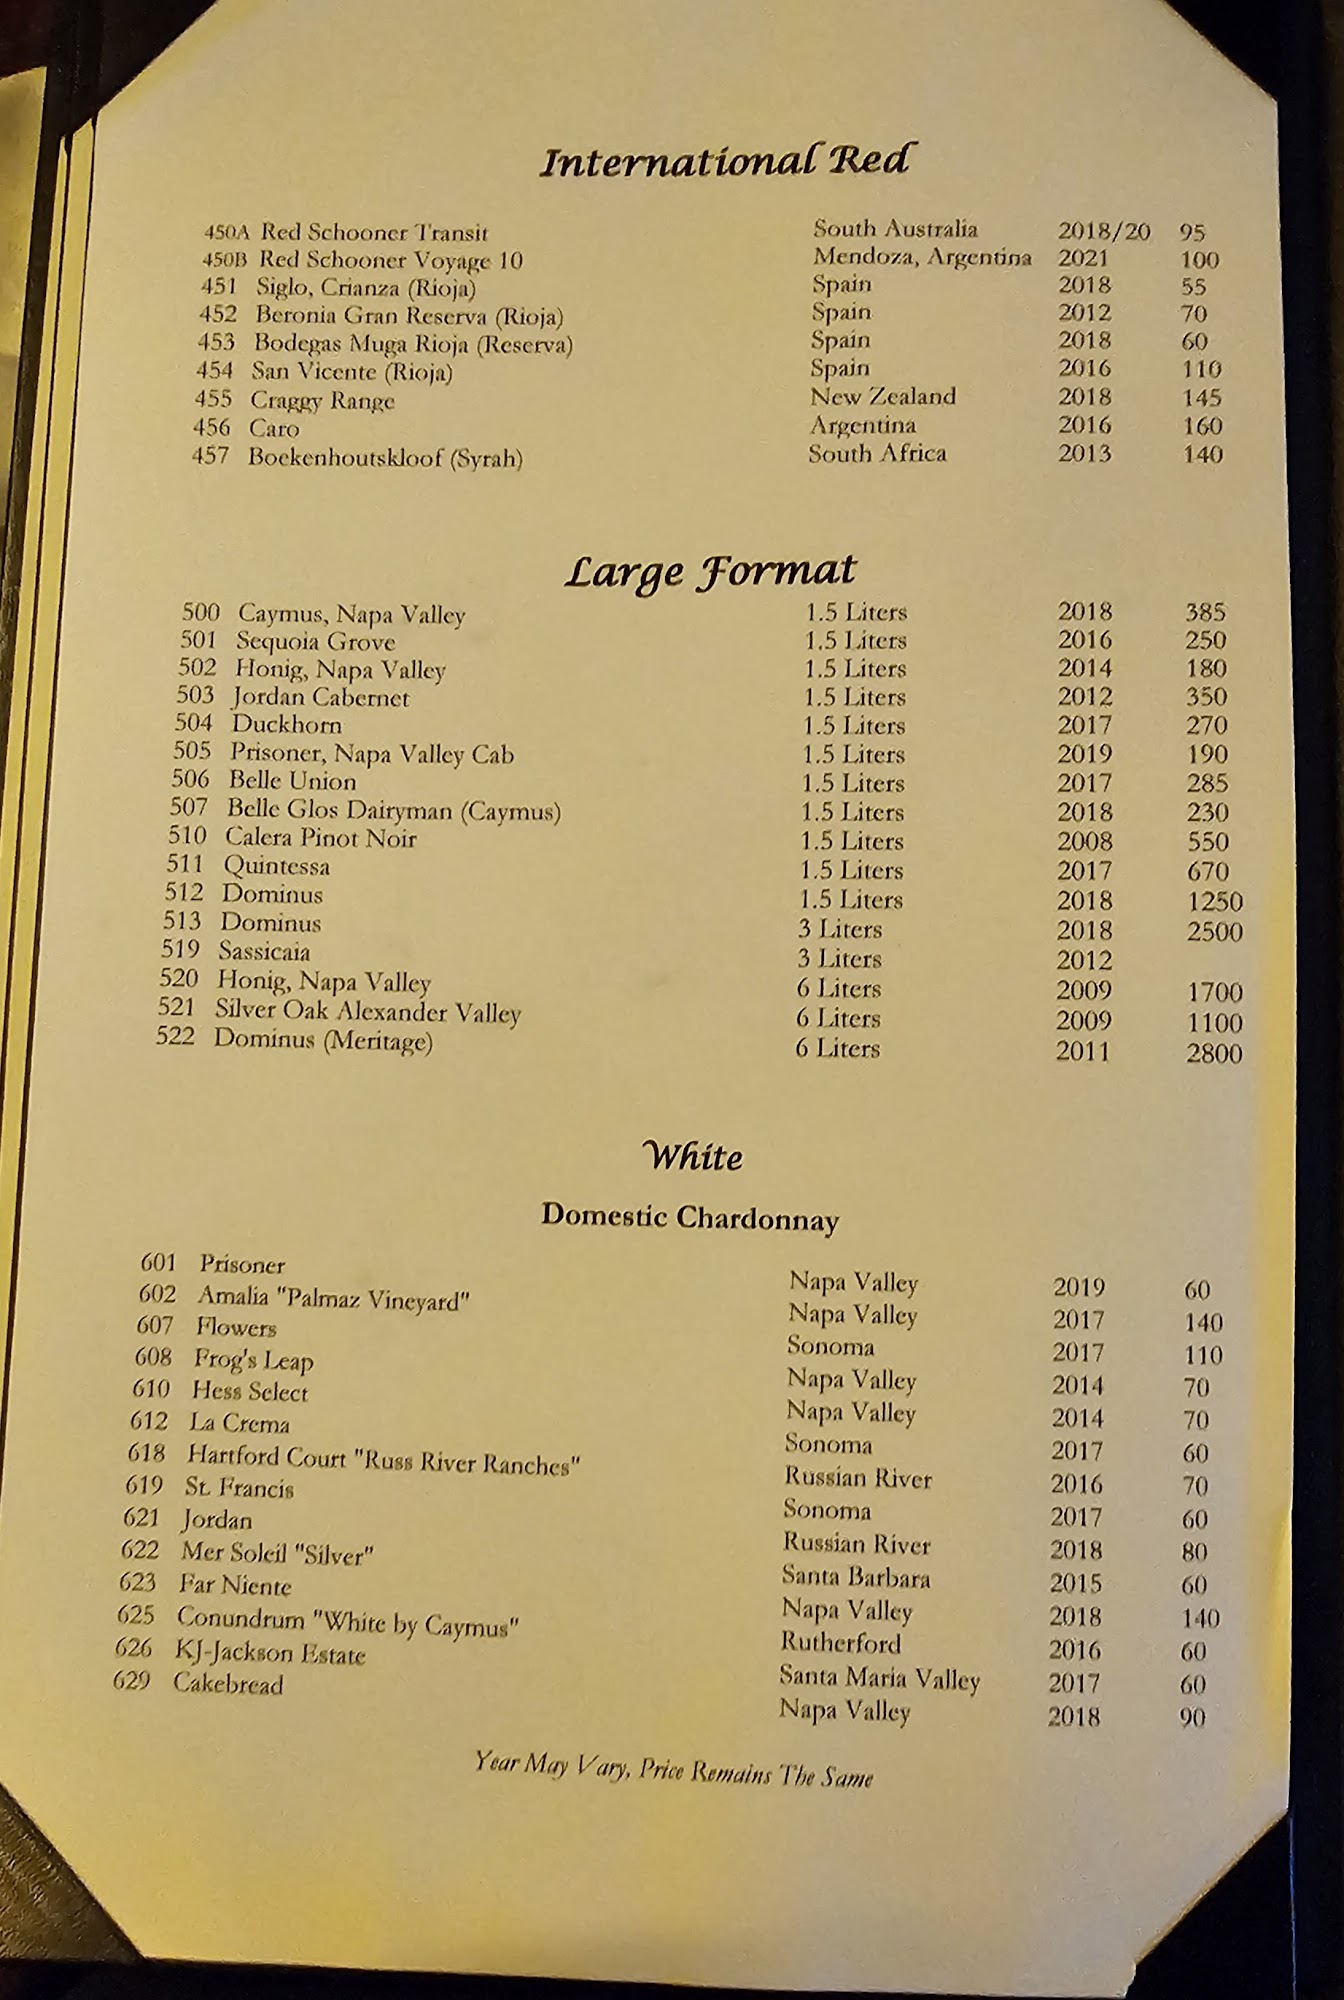 International Red
450A Red Schooner Transit South Australia 2018/20 95
450B Red Schooner Voyage 10 Mendoza, Argentina 2021 100
451 Siglo, Crianza (Rioja) Spain 2018 55
452 Beronia Gran Reserva (Rioja) Spain 2012 70
453 Bodegas Muga Rioja (Reserva) Spain 2018 60
454 San Vicente (Rioja) Spain 2016 110
455 Craggy Range New Zealand 2018 145
456 Caro Argentina 2016 160
457 Boekenhoutskloof (Syrah) South Africa 2013 140
Large Format
500 Caymus, Napa Valley 1.5 Liters 2018 385
501 Sequoia Grove 1.5 Liters 2016 250
502 Honig, Napa Valley 1.5 Liters 2014 180
503 Jordan Cabernet 1.5 Liters 2012 350
504 Duckhorn 1.5 Liters 2017 270
505 Prisoner, Napa Valley Cab 1.5 Liters 2019 190
506 Belle Union 1.5 Liters 2017 285
507 Belle Glos Dairyman (Caymus) 1.5 Liters 2018 230
510 Calera Pinot Noir 1.5 Liters 2008 550
511 Quintessa 1.5 Liters 2017 670
512 Dominus 1.5 Liters 2018 1250
513 Dominus 3 Liters 2018 2500
519 Sassicaia 3 Liters 2012
520 Honig, Napa Valley 6 Liters 2009 1700
521 Silver Oak Alexander Valley 6 Liters 2009 1100
522 Dominus (Meritage) 6 Liters 2011 2800
White
Domestic Chardonnay
601 Prisoner Napa Valley 2019 60
602 Amalia "Palmaz Vineyard" Napa Valley 2017 140
607 Flowers Sonoma 2017 110
608 Frog's Leap Napa Valley 2014 70
610 Hess Select Napa Valley 2014 70
612 La Crema Sonoma 2017 60
618 Hartford Court "Russ River Ranches" Russian River 2016 70
619 St. Francis Sonoma 2017 60
621 Jordan Russian River 2018 80
622 Mer Soleil "Silver" Santa Barbara 2015 60
623 Far Niente Napa Valley 2018 140
625 Conundrum "White by Caymus" Rutherford 2016 60
626 KJ-Jackson Estate Santa Maria Valley 2017 60
629 Cakebread Napa Valley 2018 90
Year May Vary, Price Remains The Same